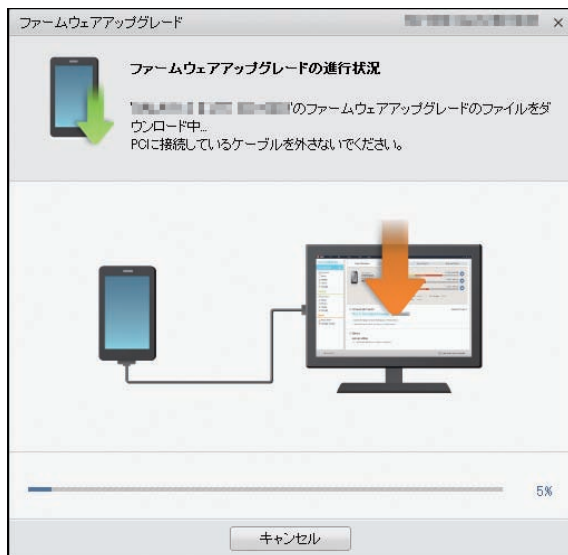 ファームウェアアップグレード
ファームウェアアップグレードの進行状況
'のファームウェアアップグレードのファイルをダ
ウンロード中...
PCに接続しているケーブルを外さないでください。
5%
キャンセル